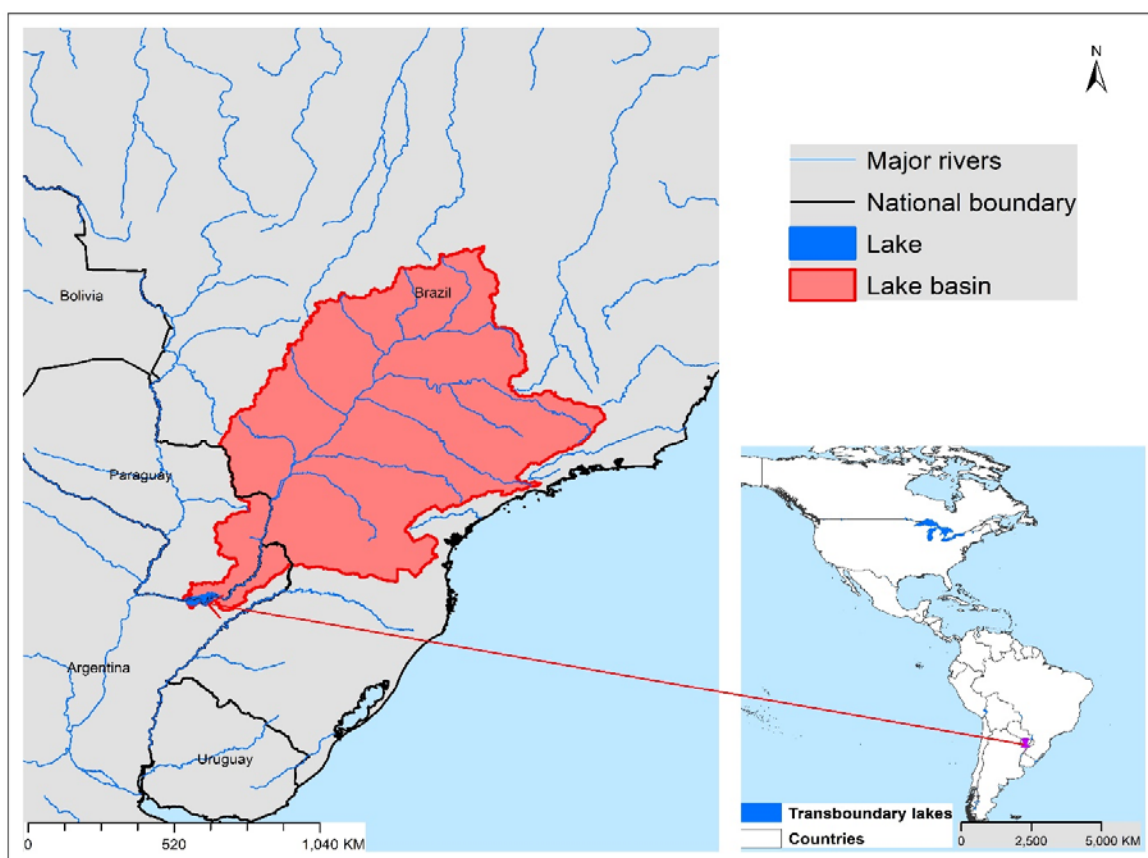 N
Major rivers
National boundary
Lake
Lake basin
Bolivia
Brazil
Paraguay
Argentina
Uruguay
0 520 1,040 KM
Transboundary lakes
Countries
0 2,500 5,000 KM